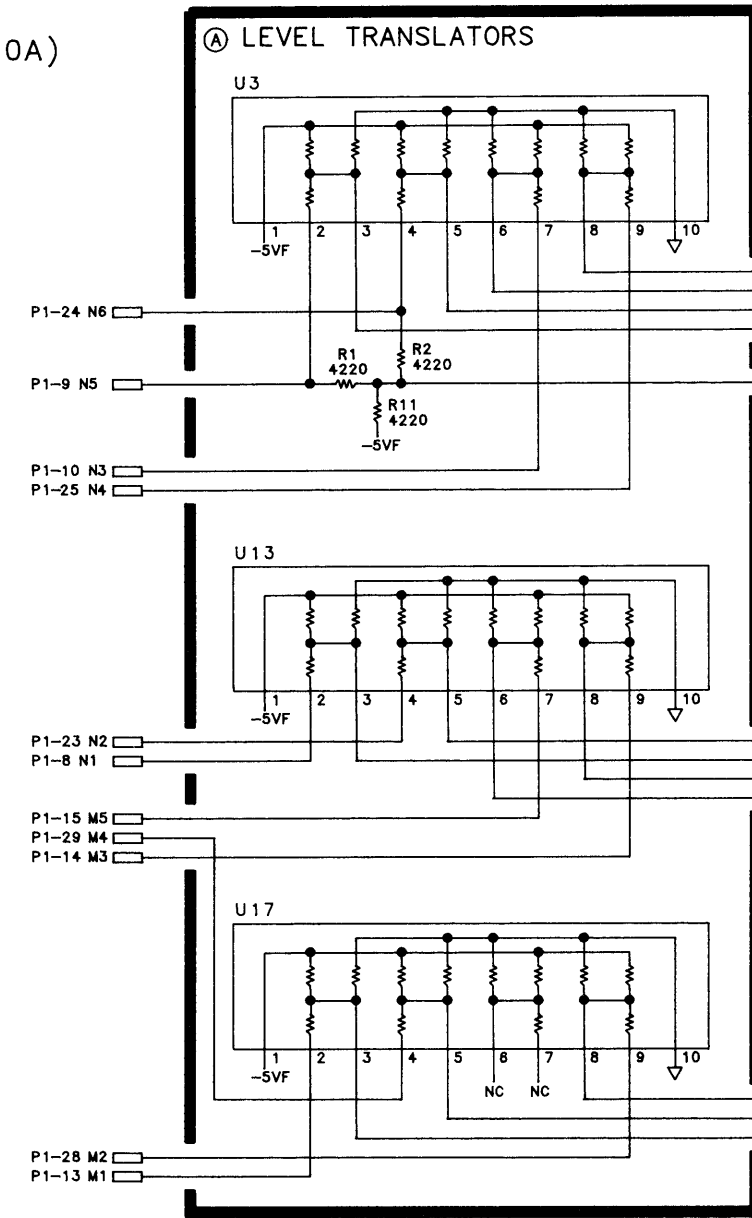 0A)
Ⓐ LEVEL TRANSLATORS
U3
1 2 3 4 5 6 7 8 9 10
-5VF
P1-24 N6
R1
4220
R2
4220
P1-9 N5
R11
4220
-5VF
P1-10 N3
P1-25 N4
U13
1 2 3 4 5 6 7 8 9 10
-5VF
P1-23 N2
P1-8 N1
P1-15 M5
P1-29 M4
P1-14 M3
U17
1 2 3 4 5 6 7 8 9 10
-5VF
NC NC
P1-28 M2
P1-13 M1